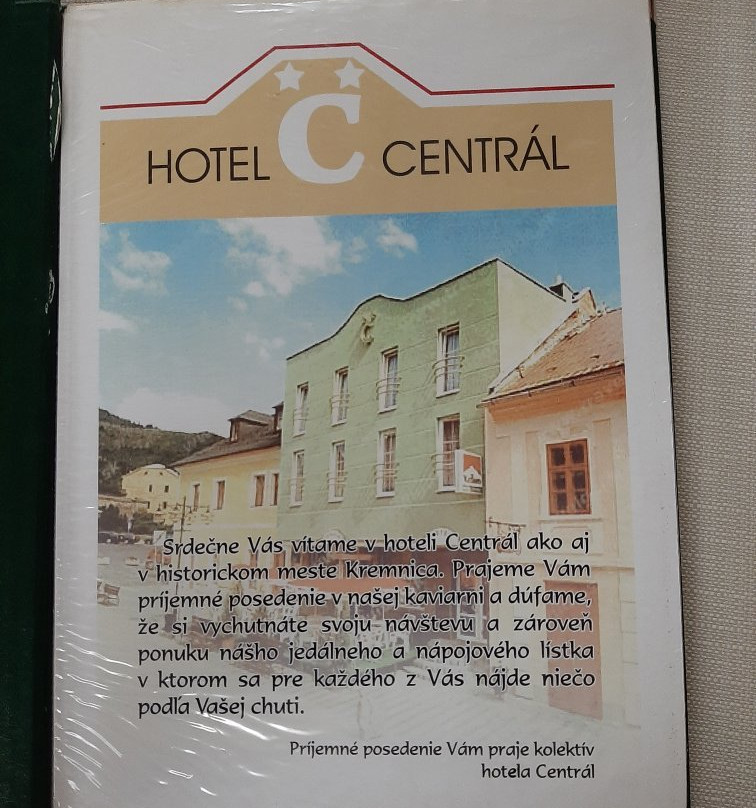 HOTEL C CENTRÁL
Srdečne Vás vítame v hoteli Centrál ako aj
v historickom meste Kremnica. Prajeme Vám
príjemné posedenie v našej kaviarni a dúfame,
že si vychutnáte svoju návštevu a zároveň
ponuku nášho jedálneho a nápojového lístka
v ktorom sa pre každého z Vás nájde niečo
podľa Vašej chuti.
Príjemné posedenie Vám praje kolektív
hotela Centrál